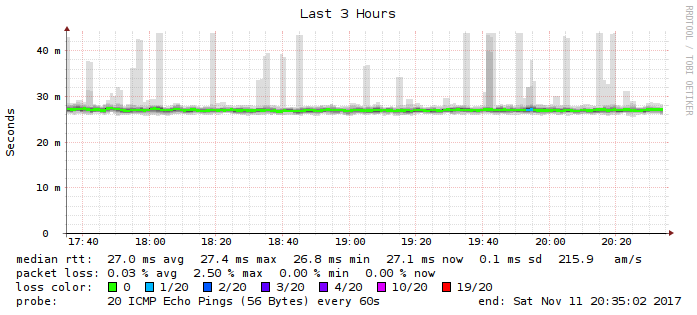 Last 3 Hours
RRDTOOL / TOBI OETIKER
Seconds
40 m
30 m
20 m
10 m
0
17:40 18:00 18:20 18:40 19:00 19:20 19:40 20:00 20:20
median rtt: 27.0 ms avg 27.4 ms max 26.8 ms min 27.1 ms now 0.1 ms sd 215.9 am/s
packet loss: 0.03 % avg 2.50 % max 0.00 % min 0.00 % now
loss color: 0 1/20 2/20 3/20 4/20 10/20 19/20
probe: 20 ICMP Echo Pings (56 Bytes) every 60s end: Sat Nov 11 20:35:02 2017